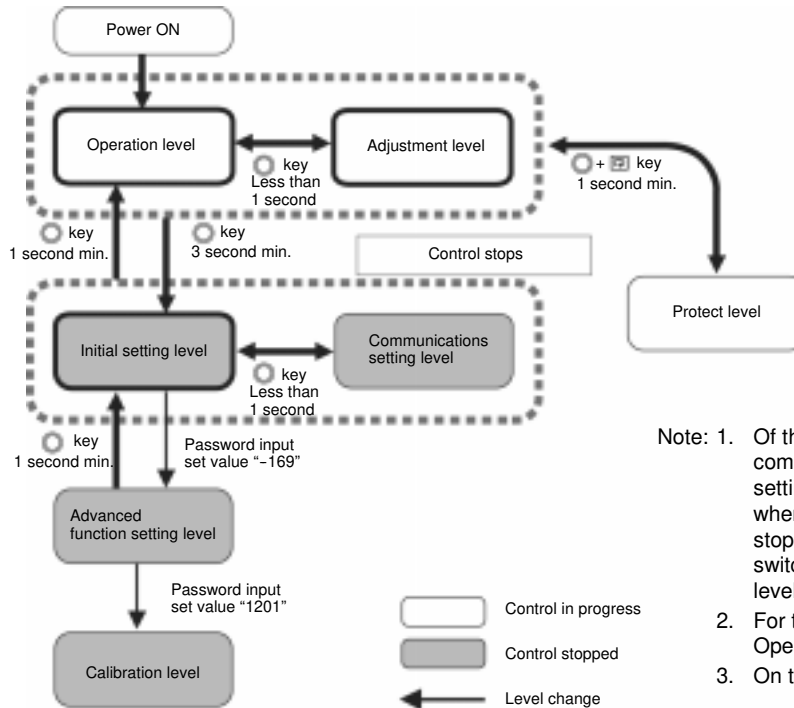 Power ON
Operation level
Adjustment level
key
Less than
1 second
+ key
1 second min.
key
1 second min.
key
3 second min.
Control stops
Protect level
Initial setting level
Communications
setting level
key
Less than
1 second
key
1 second min.
Password input
set value “−169”
Advanced
function setting level
Password input
set value “1201”
Calibration level
Control in progress
Control stopped
Level change
Note: 1. Of th
com
setti
when
stop
switc
level
2. For t
Ope
3. On t